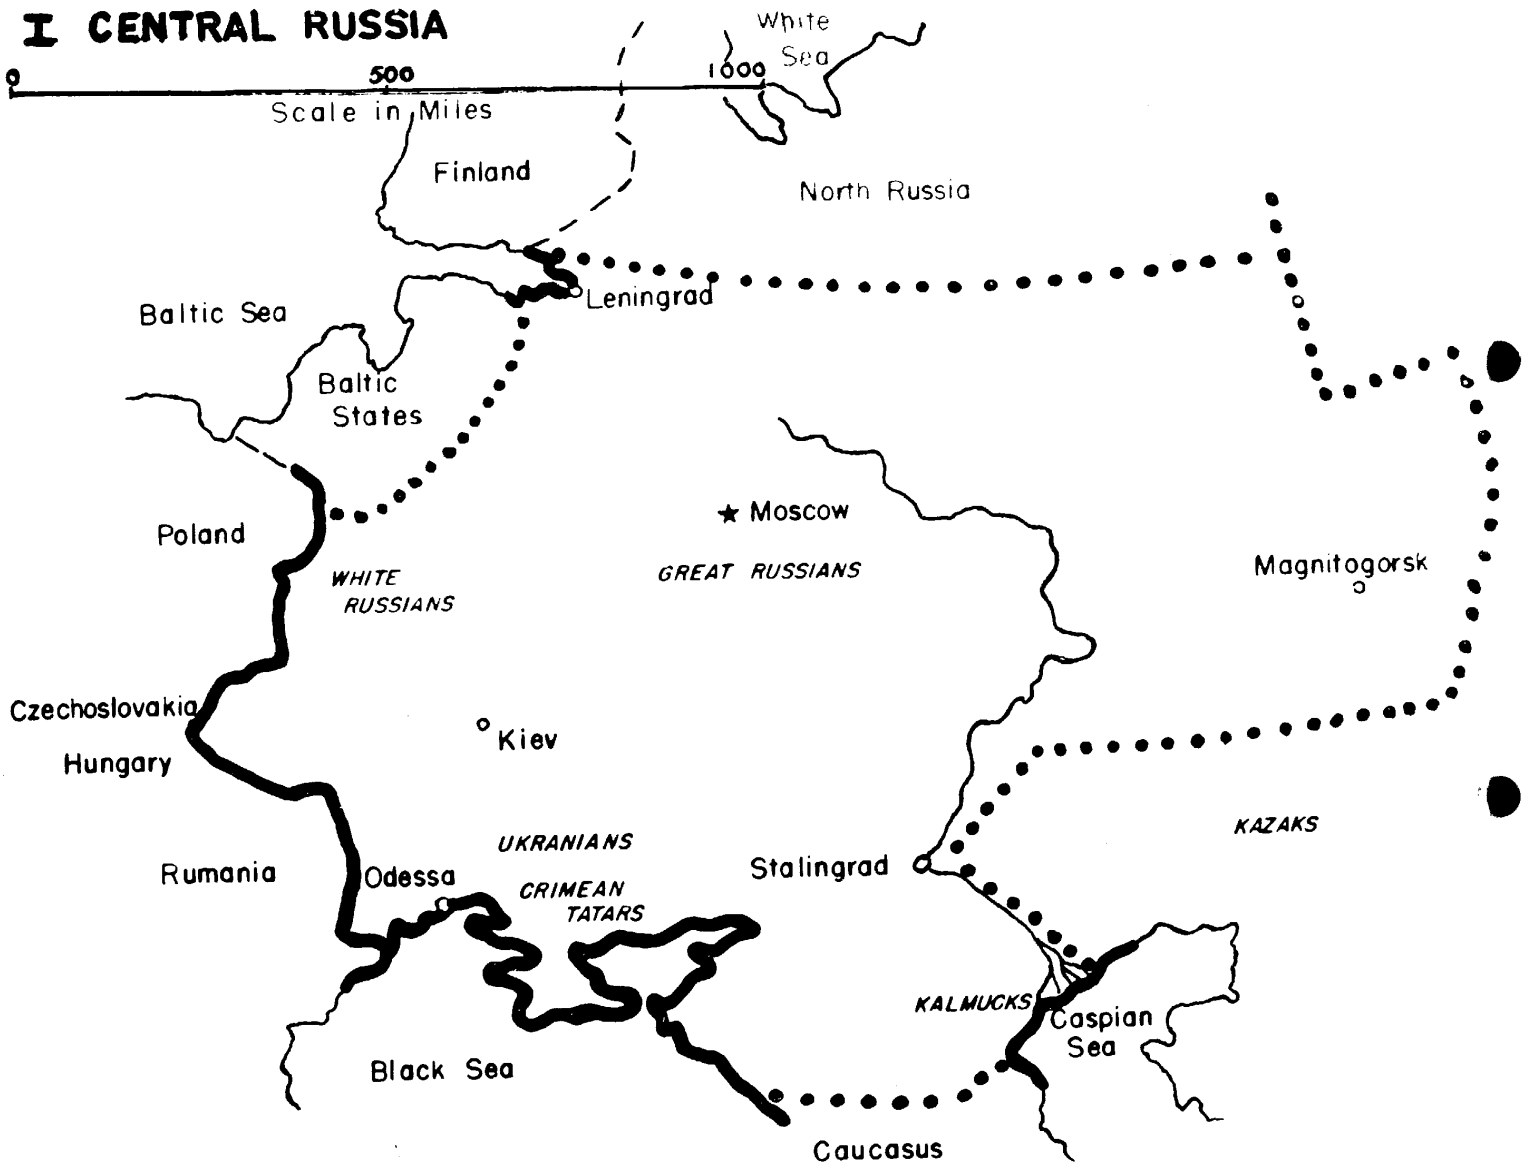 I CENTRAL RUSSIA
White
Sea
0 500 1000
Scale in Miles
Finland
North Russia
Leningrad
Baltic Sea
Baltic
States
Moscow
Poland
GREAT RUSSIANS
Magnitogorsk
WHITE
RUSSIANS
Czechoslovakia
Kiev
Hungary
KAZAKS
UKRANIANS
Stalingrad
Rumania
Odessa
CRIMEAN
TATARS
KALMUCKS
Caspian
Sea
Black Sea
Caucasus